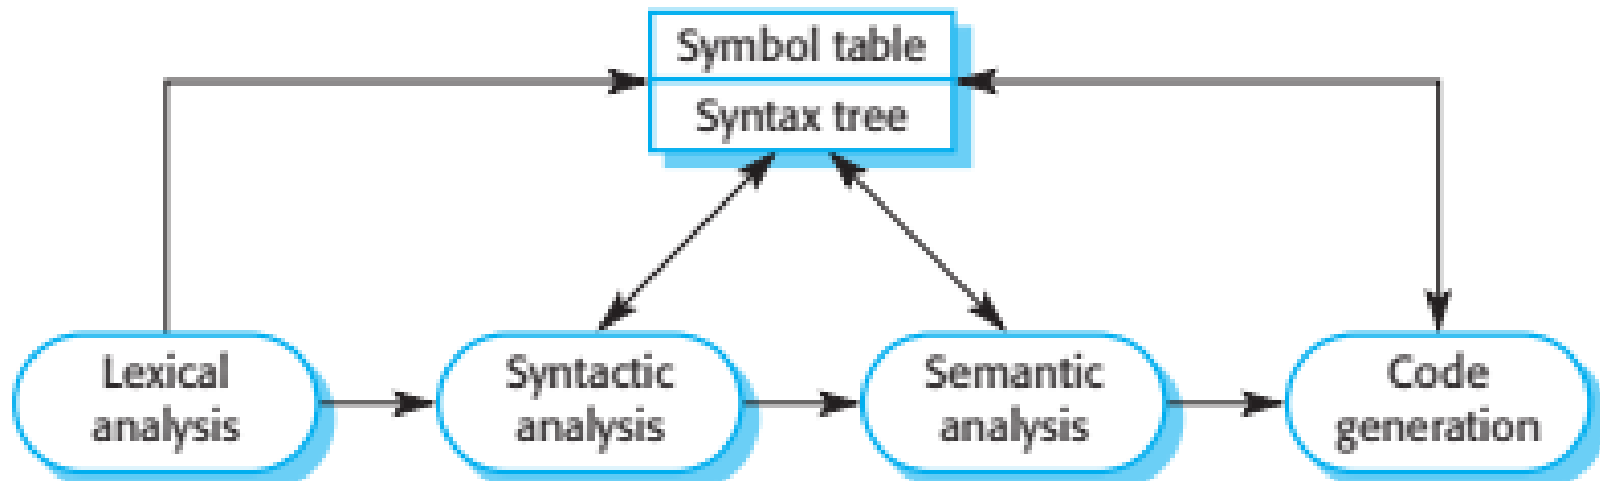 Symbol table
Syntax tree
Lexical
analysis
Syntactic
analysis
Semantic
analysis
Code
generation